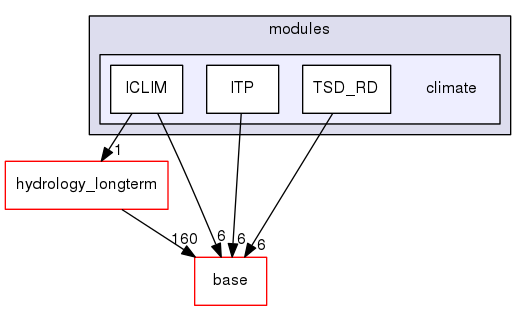 modules
ICLIM
ITP
TSD_RD
climate
1
hydrology_longterm
160
6
6
6
base